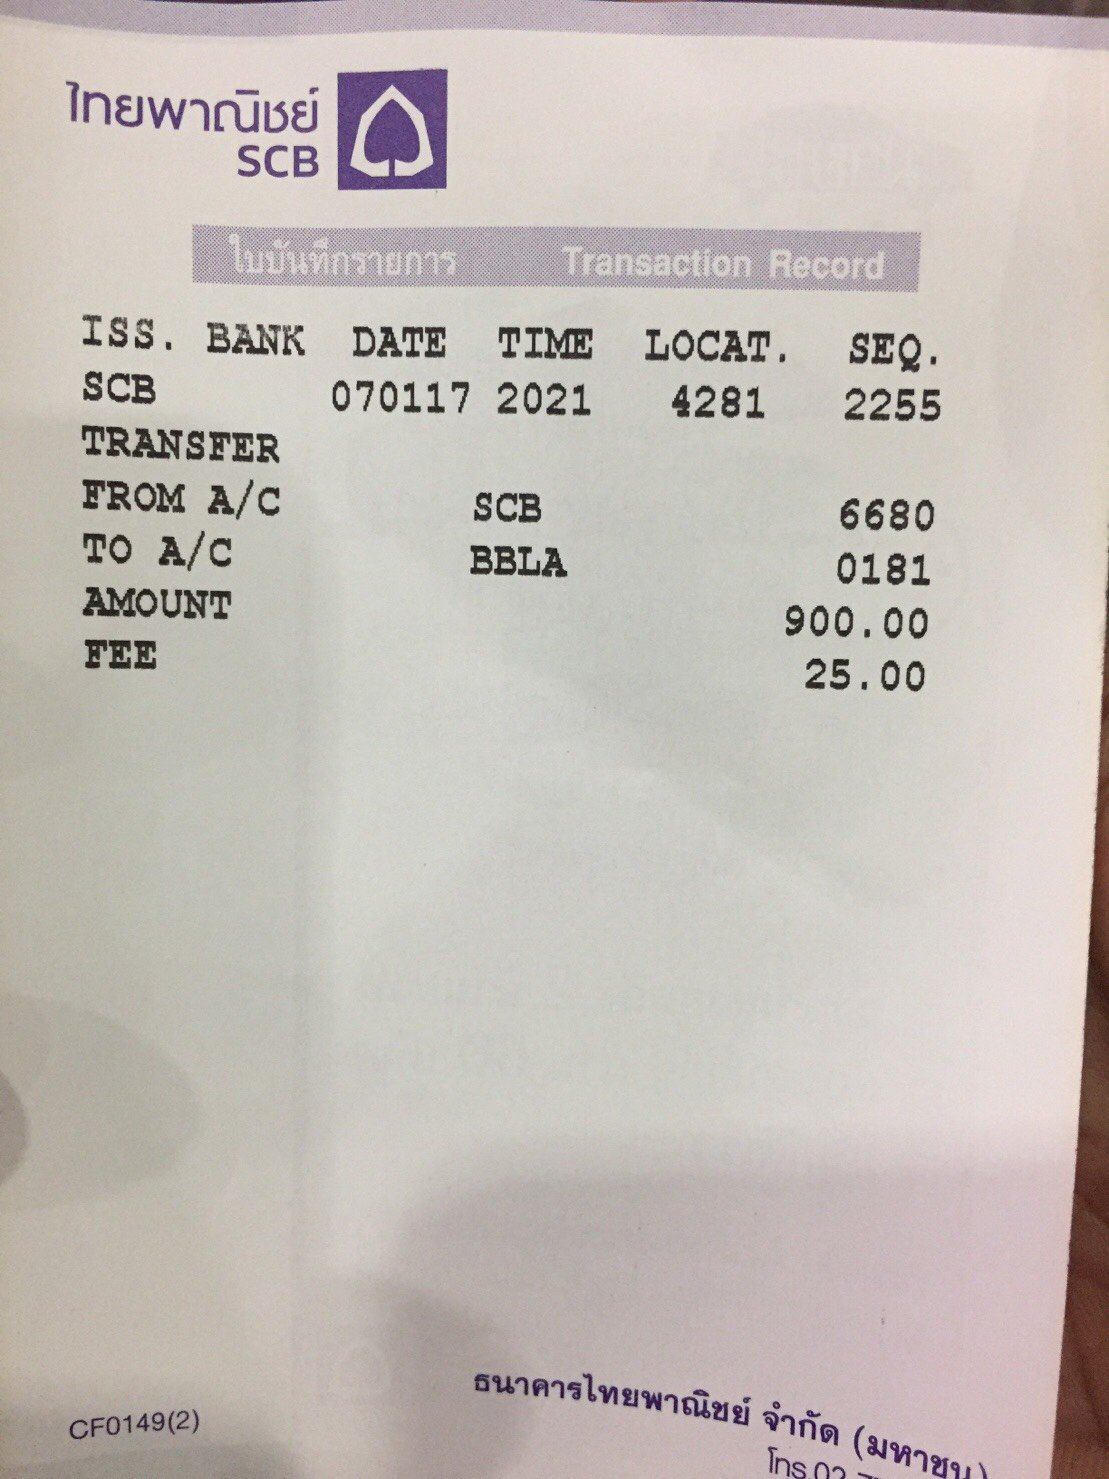 ไทยพาณิชย์
SCB
ใบบันทึกรายการ Transaction Record
ISS. BANK DATE TIME LOCAT. SEQ.
SCB 070117 2021 4281 2255
TRANSFER
FROM A/C SCB 6680
TO A/C BBLA 0181
AMOUNT 900.00
FEE 25.00
ธนาคารไทยพาณิชย์ จำกัด (มหาชน)
CF0149(2)
โทร.02